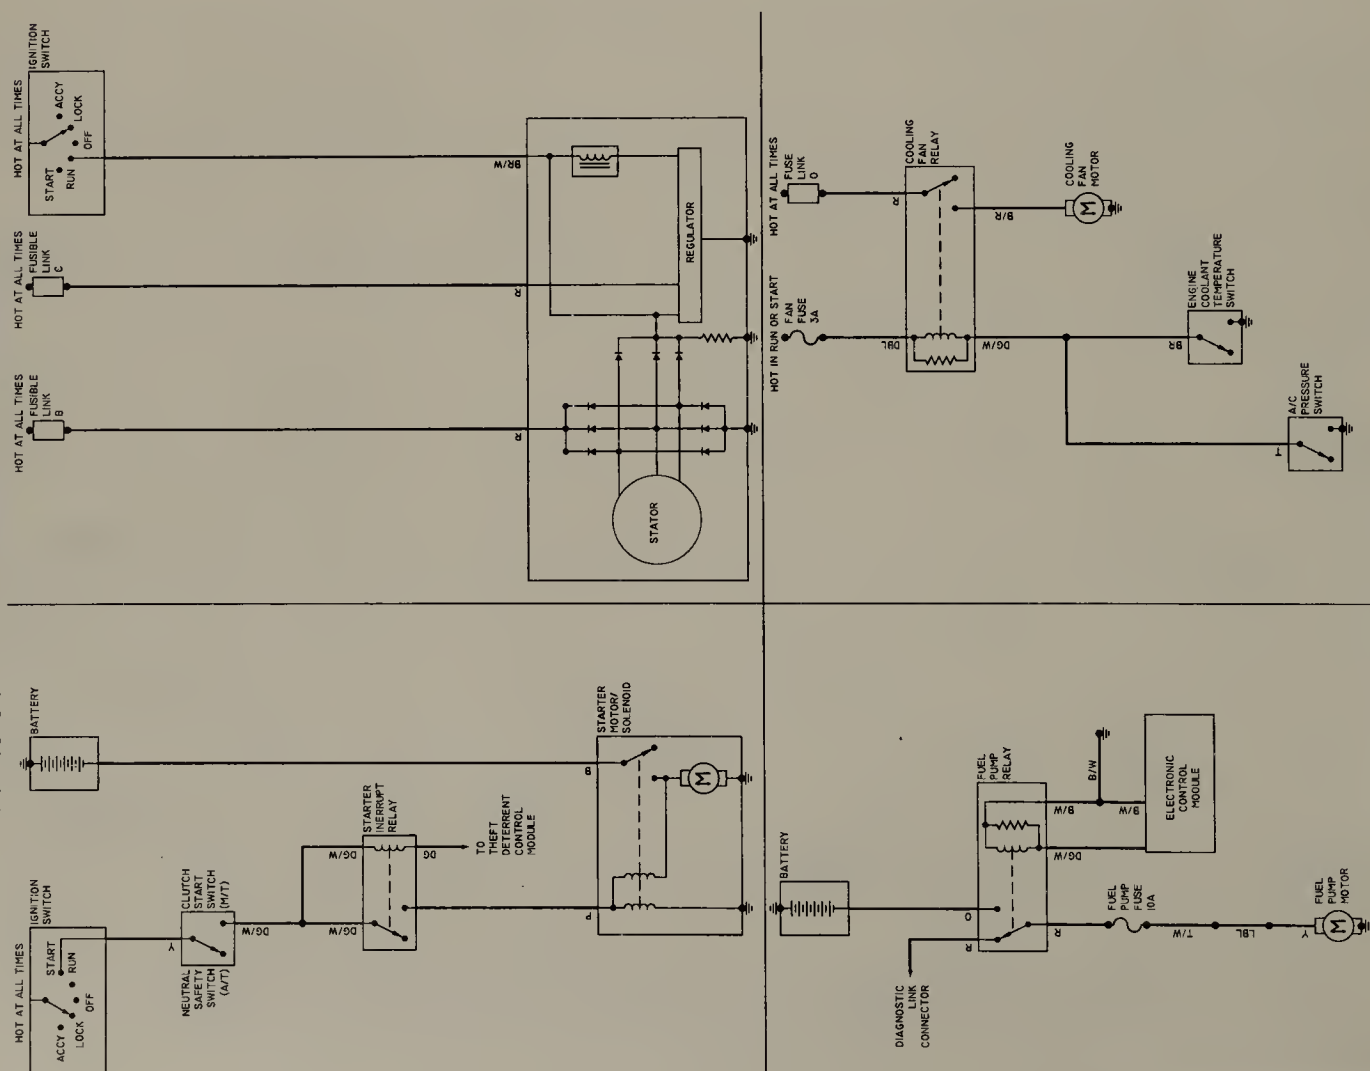 HOT AT ALL TIMES
IGNITION
SWITCH
ACCY
LOCK
OFF
START
RUN
HOT AT ALL TIMES
FUSIBLE
LINK
C
HOT AT ALL TIMES
FUSIBLE
LINK
B
BR/W
R
R
REGULATOR
STATOR
HOT AT ALL TIMES
FUSE
LINK
D
R
COOLING
FAN
RELAY
B/R
COOLING
FAN
MOTOR
HOT IN RUN OR START
FAN
FUSE
3A
DBL
DG/W
BR
ENGINE
COOLANT
TEMPERATURE
SWITCH
T
A/C
PRESSURE
SWITCH
BATTERY
B
STARTER
MOTOR/
SOLENOID
M
HOT AT ALL TIMES
IGNITION
SWITCH
START
RUN
OFF
LOCK
ACCY
Y
CLUTCH
START
SWITCH
(M/T)
NEUTRAL
SAFETY
SWITCH
(A/T)
DG/W
DG/W
DG/W
STARTER
INERRUPT
RELAY
DG
TO
THEFT
DETERRENT
CONTROL
MODULE
P
BATTERY
O
R
DIAGNOSTIC
LINK
CONNECTOR
FUEL
PUMP
RELAY
DG/W
B/W
B/W
B/W
ELECTRONIC
CONTROL
MODULE
R
FUEL
PUMP
FUSE
10A
T/W
LBL
Y
M
FUEL
PUMP
MOTOR
M